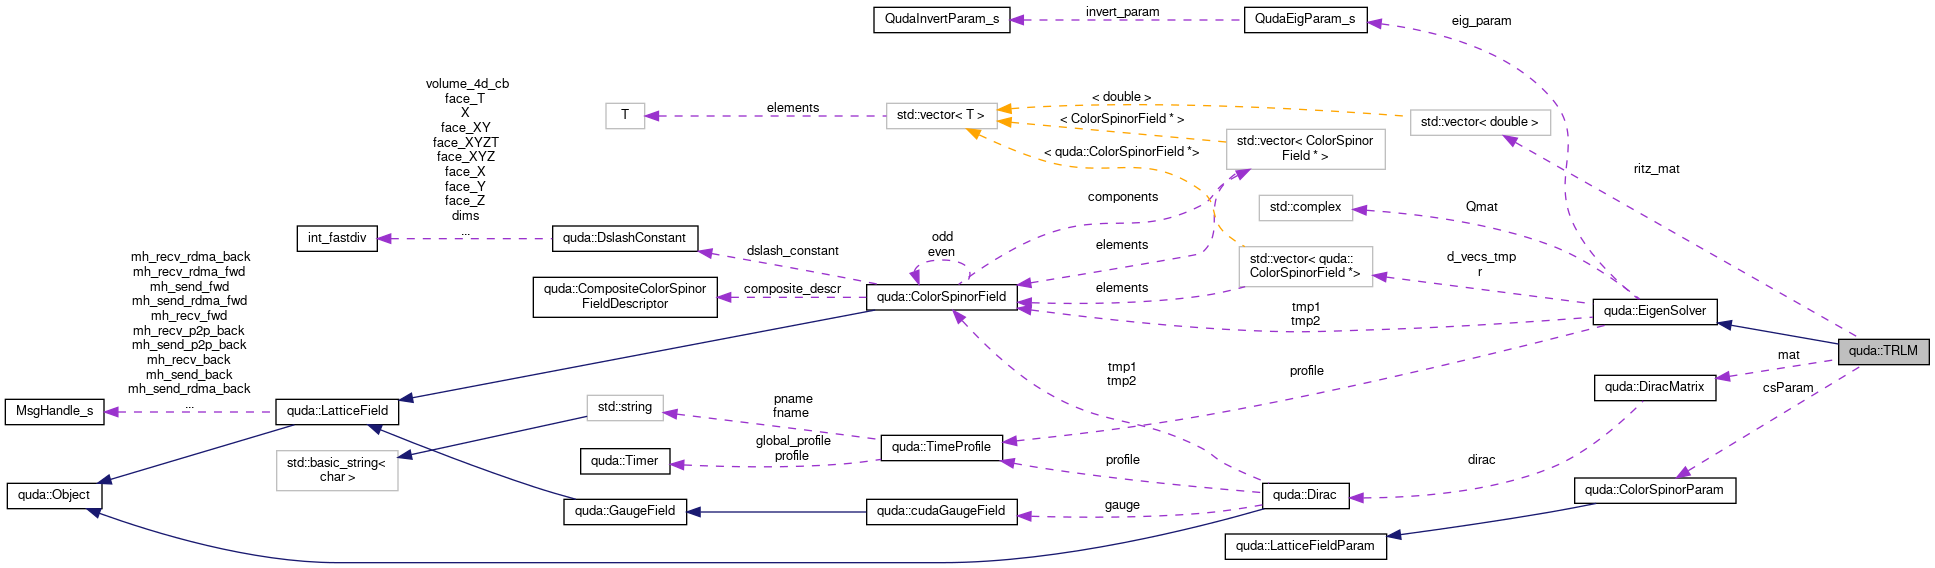 QudaInvertParam_s
invert_param
QudaEigParam_s
eig_param
volume_4d_cb
face_T
X
face_XY
face_XYZT
face_XYZ
face_X
face_Y
face_Z
dims
...
T
elements
std::vector< T >
< double >
< ColorSpinorField * >
< quda::ColorSpinorField *>
std::vector< double >
std::vector< ColorSpinor
Field * >
ritz_mat
components
std::complex
Qmat
int_fastdiv
quda::DslashConstant
dslash_constant
odd
even
elements
std::vector< quda::
ColorSpinorField *>
d_vecs_tmp
r
mh_recv_rdma_back
mh_recv_rdma_fwd
mh_send_fwd
mh_send_rdma_fwd
mh_recv_fwd
mh_recv_p2p_back
mh_send_p2p_back
mh_recv_back
mh_send_back
mh_send_rdma_back
...
quda::CompositeColorSpinor
FieldDescriptor
composite_descr
quda::ColorSpinorField
elements
tmp1
tmp2
quda::EigenSolver
quda::TRLM
mat
csParam
quda::DiracMatrix
profile
tmp1
tmp2
MsgHandle_s
quda::LatticeField
std::string
pname
fname
quda::TimeProfile
global_profile
profile
quda::Timer
std::basic_string<
char >
profile
dirac
quda::Object
quda::GaugeField
quda::cudaGaugeField
gauge
quda::Dirac
quda::ColorSpinorParam
quda::LatticeFieldParam